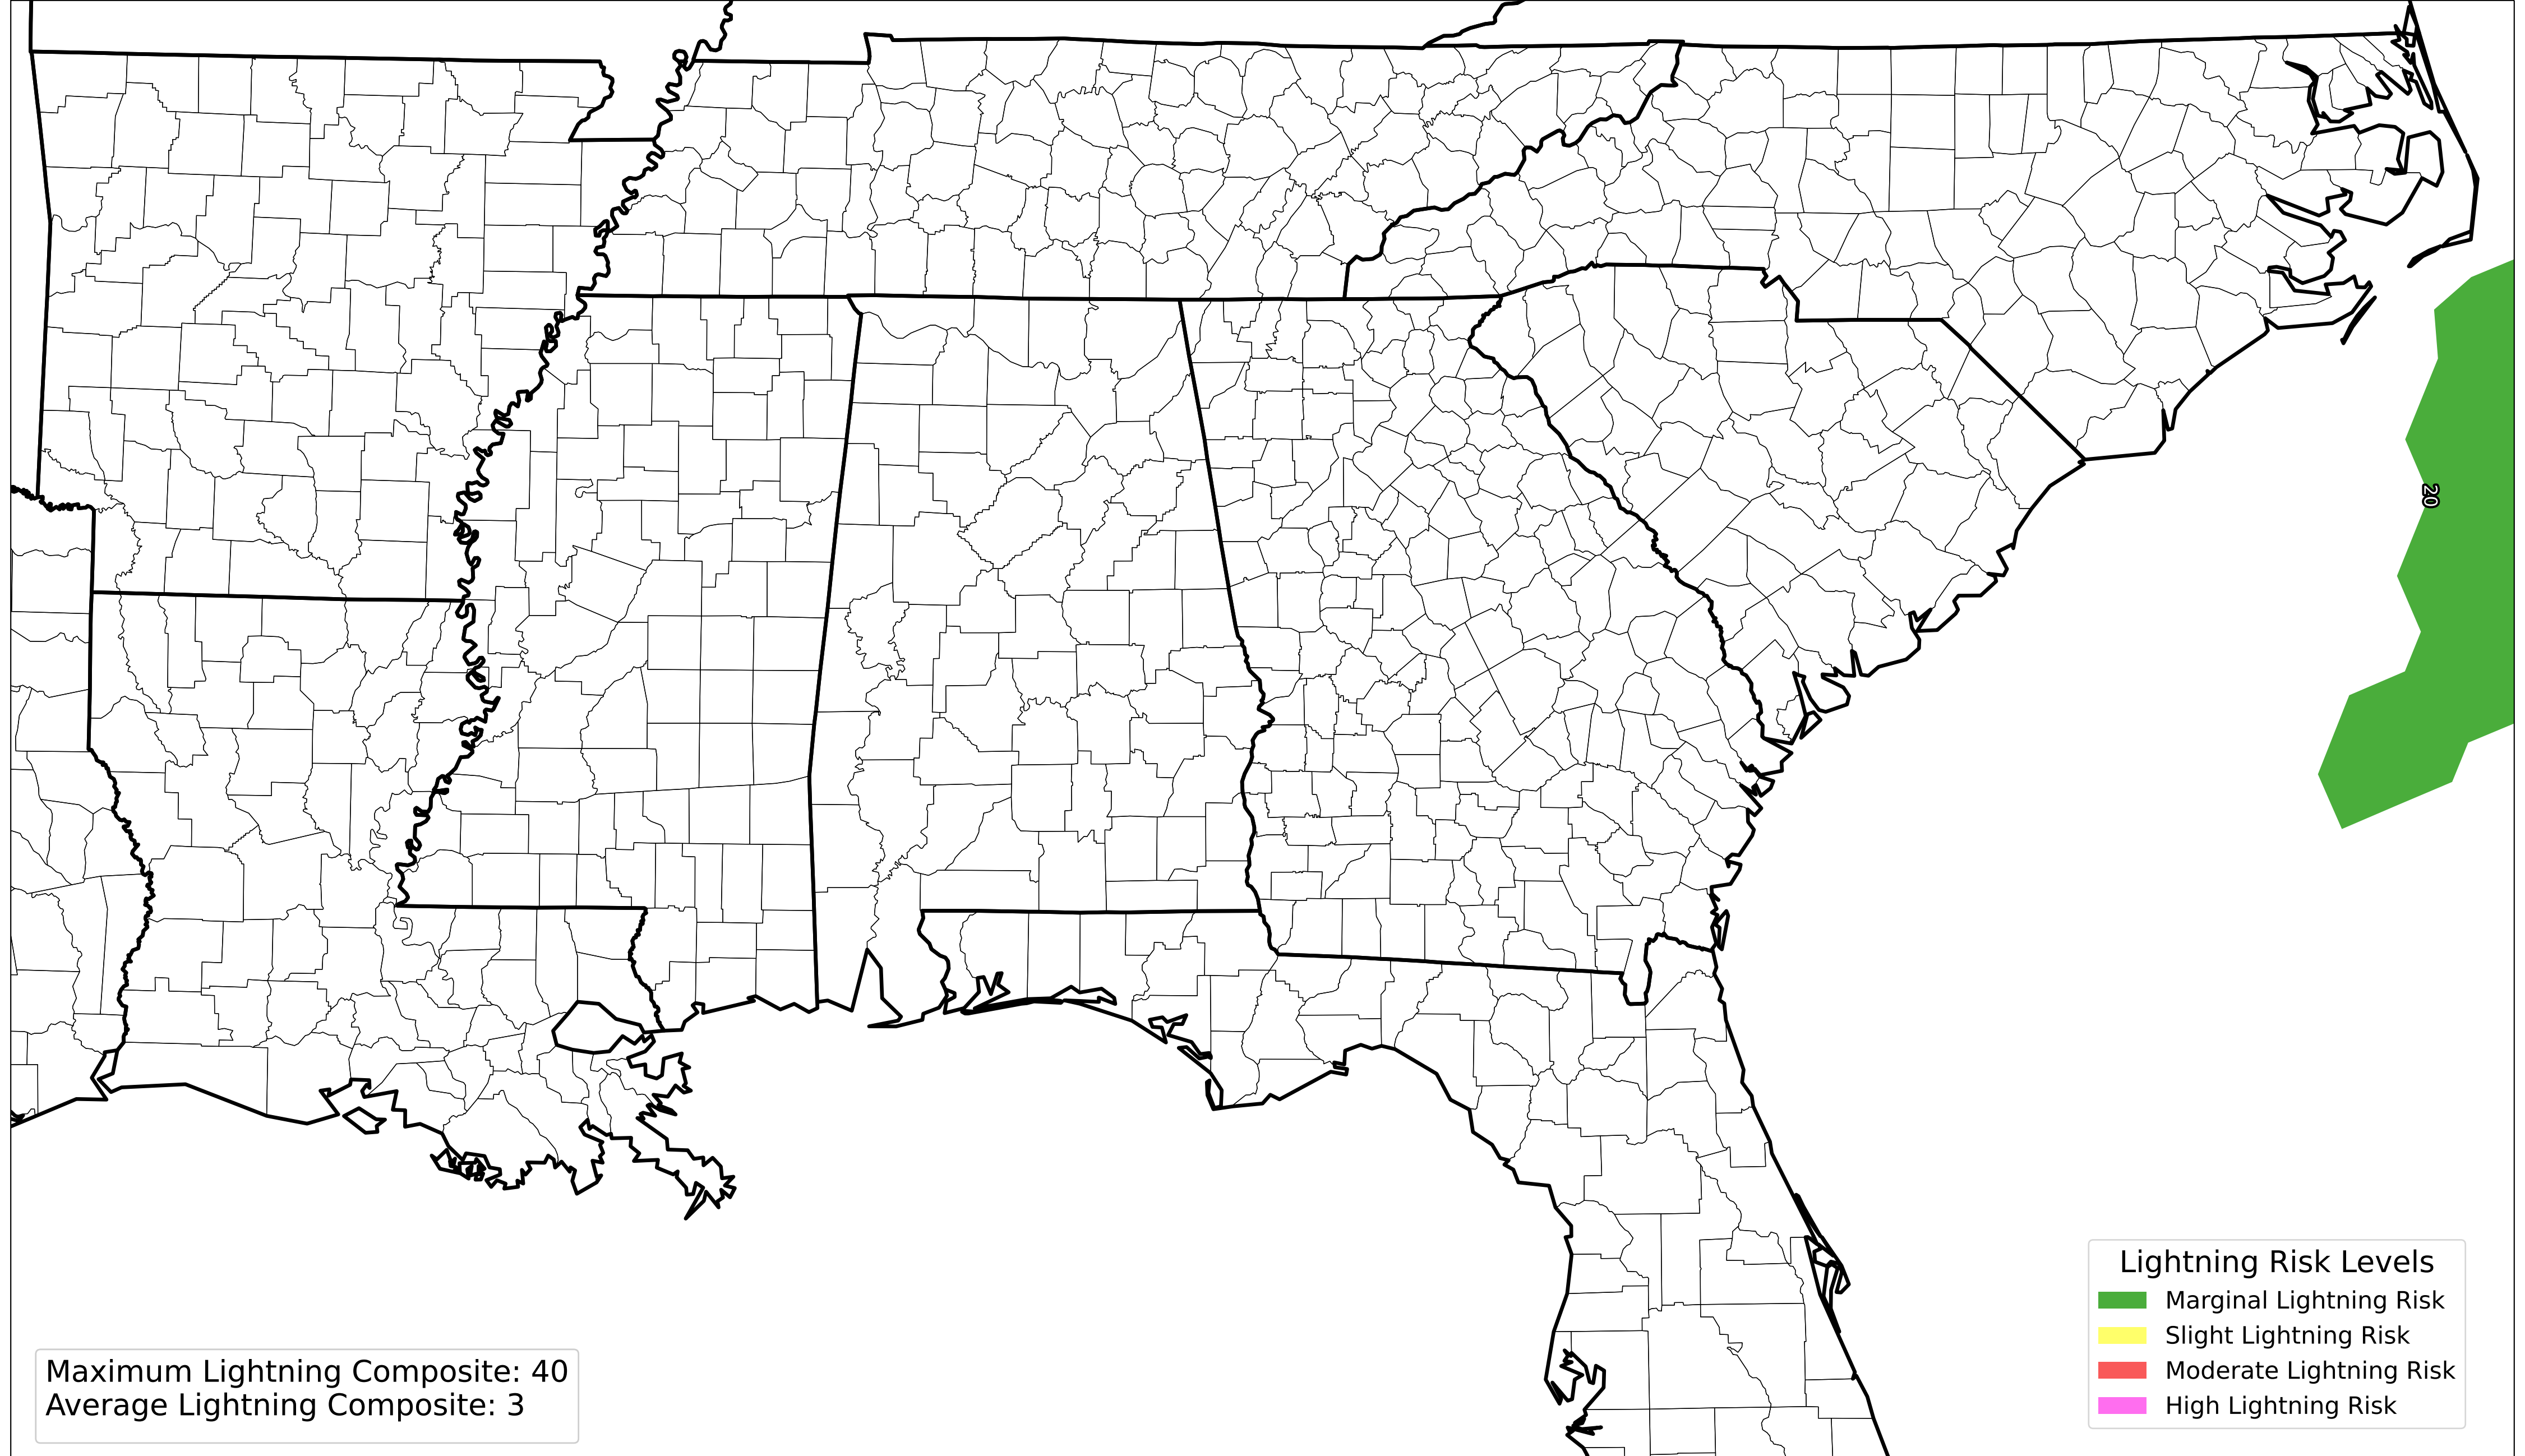 20
Lightning Risk Levels
Marginal Lightning Risk
Slight Lightning Risk
Moderate Lightning Risk
High Lightning Risk
Maximum Lightning Composite: 40
Average Lightning Composite: 3